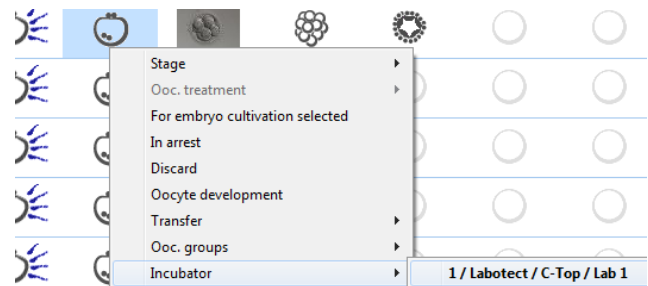 Stage
Ooc. treatment
For embryo cultivation selected
In arrest
Discard
Oocyte development
Transfer
Ooc. groups
Incubator
1 / Labotect / C-Top / Lab 1